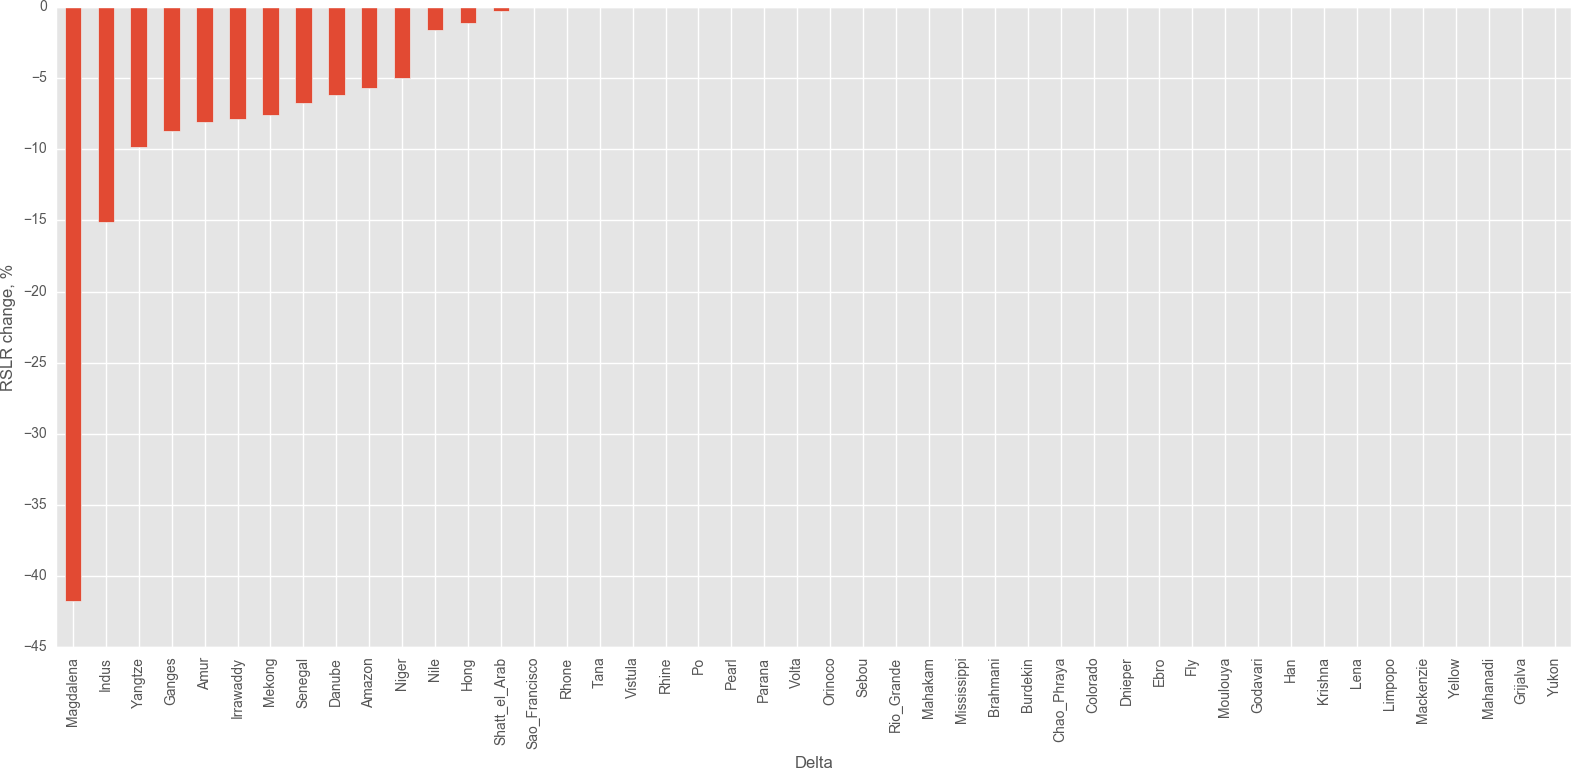 0
−5
−10
−15
−20
−25
−30
−35
−40
−45
RSLR change, %
Magdalena
Indus
Yangtze
Ganges
Amur
Irrawaddy
Mekong
Senegal
Danube
Amazon
Niger
Nile
Hong
Shatt_el_Arab
Sao_Francisco
Rhone
Tana
Vistula
Rhine
Po
Pearl
Parana
Volta
Orinoco
Sebou
Rio_Grande
Mahakam
Mississippi
Brahmani
Burdekin
Chao_Phraya
Colorado
Dnieper
Ebro
Fly
Moulouya
Godavari
Han
Krishna
Lena
Limpopo
Mackenzie
Yellow
Mahanadi
Grijalva
Yukon
Delta